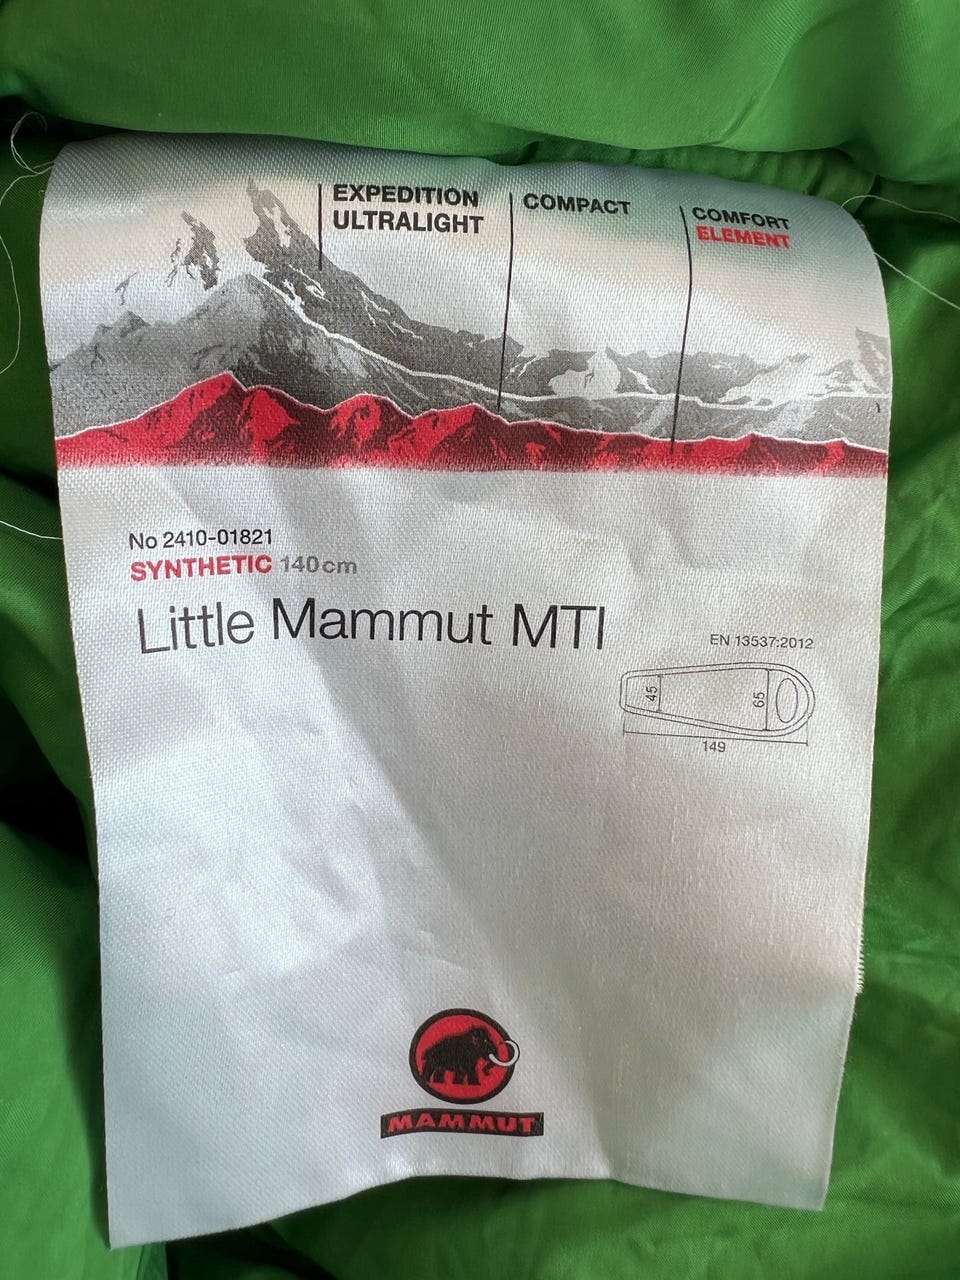 EXPEDITION
ULTRALIGHT
COMPACT
COMFORT
ELEMENT
No 2410-01821
SYNTHETIC 140cm
Little Mammut MTI
EN 13537:2012
45
65
149
MAMMUT